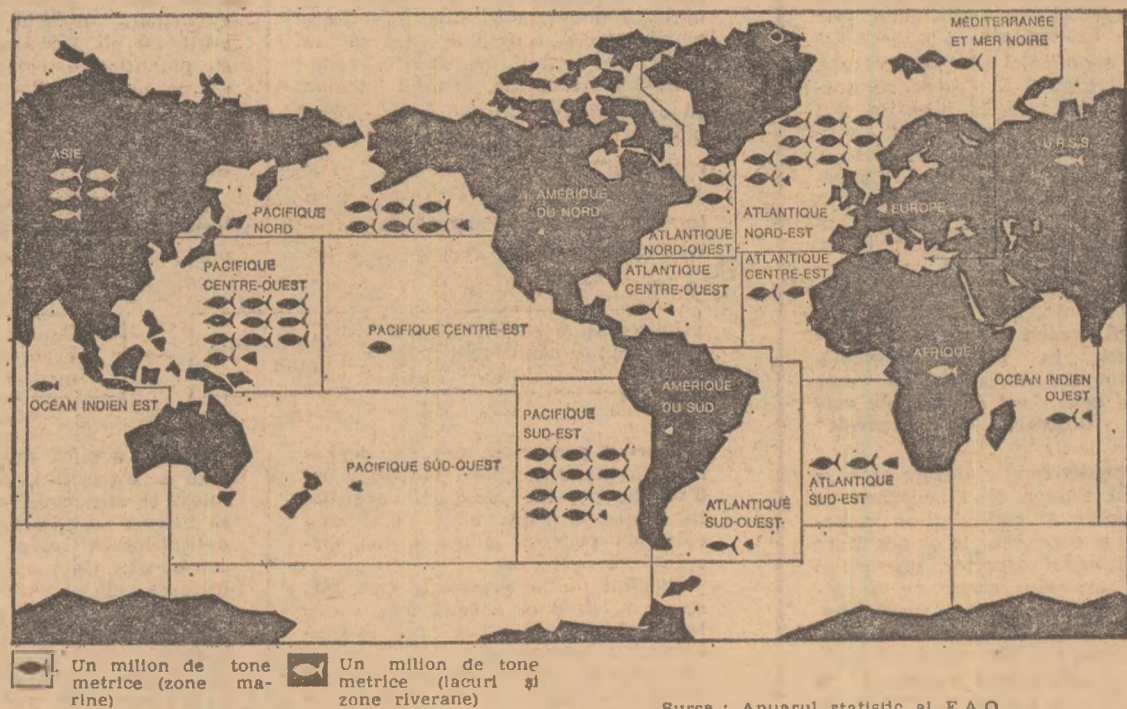 MÉDITERRANÉE
ET MER NOIRE
ASIE
U.R.S.S.
AMÉRIQUE
DU NORD
EUROPE
PACIFIQUE
NORD
ATLANTIQUE
NORD-OUEST
ATLANTIQUE
NORD-EST
PACIFIQUE
CENTRE-OUEST
ATLANTIQUE
CENTRE-OUEST
ATLANTIQUE
CENTRE-EST
PACIFIQUE CENTRE-EST
AFRIQUE
OCÉAN INDIEN EST
AMÉRIQUE
DU SUD
OCÉAN INDIEN
OUEST
PACIFIQUE
SUD-EST
PACIFIQUE SUD-OUEST
ATLANTIQUE
SUD-EST
ATLANTIQUE
SUD-OUEST
Un milion de tone
metrice (zone ma-
rine)
Un milion de tone
metrice (lacuri și
zone riverane)
Sursa : Anuarul statistic al F.A.O.